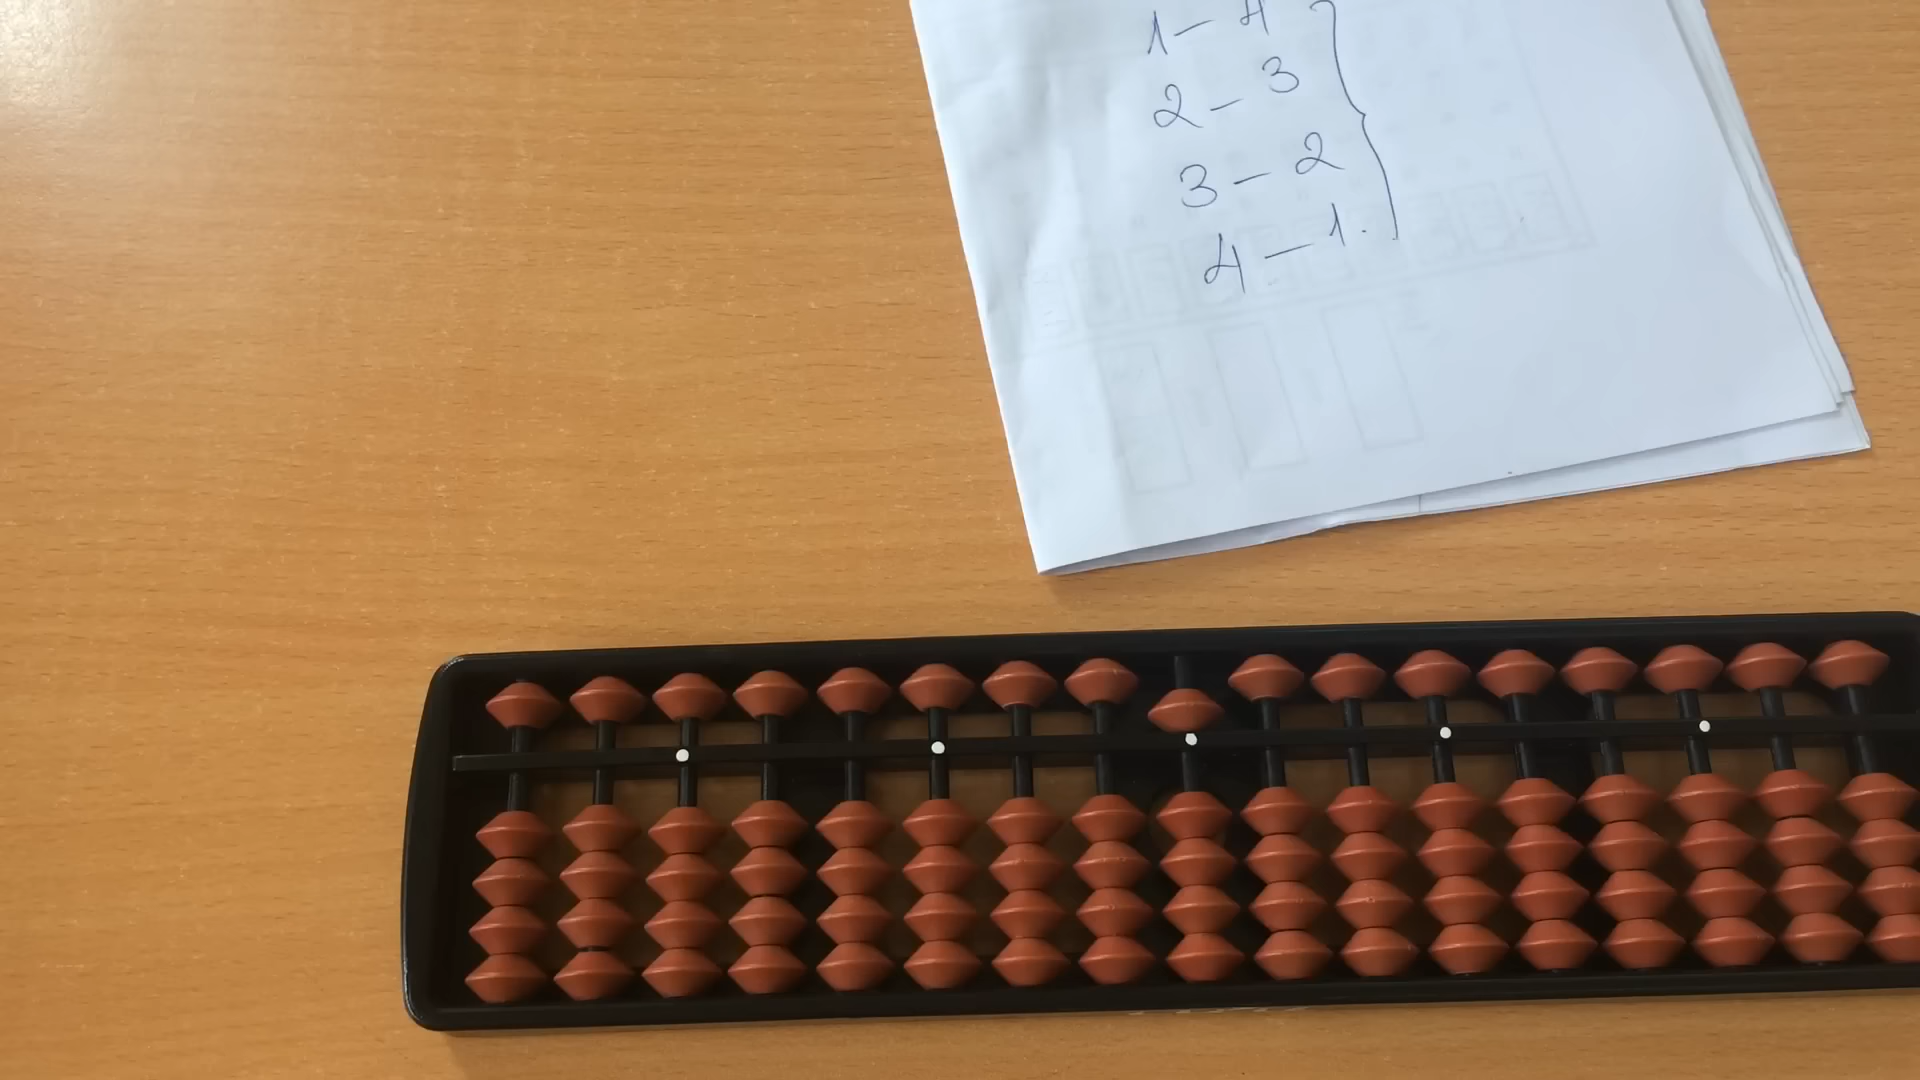 1 – 4
2 – 3
3 – 2
4 – 1.